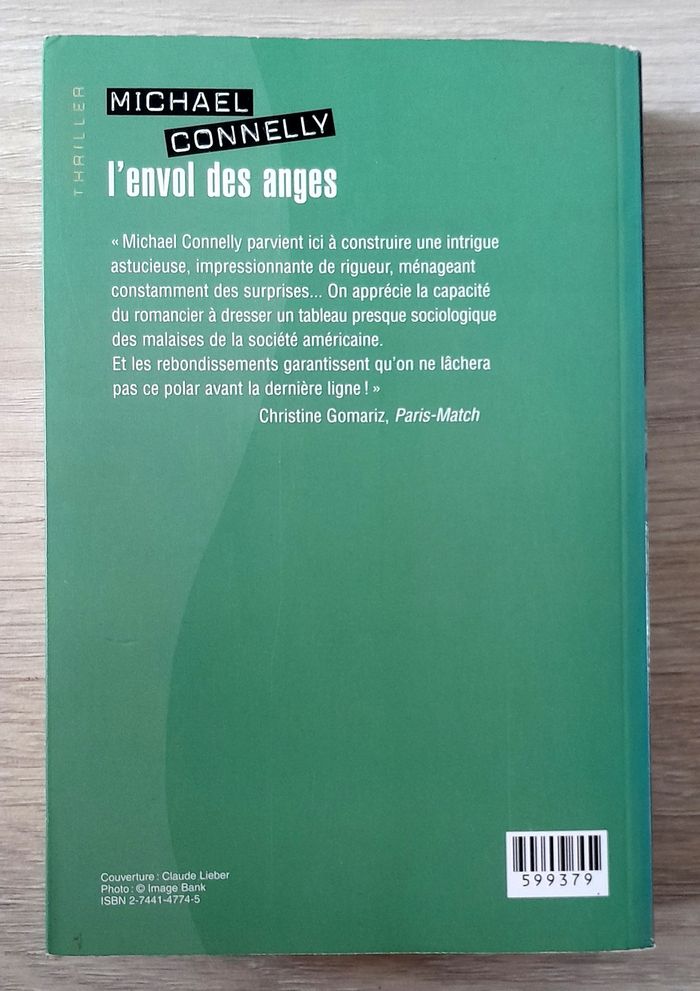 THRILLER
MICHAEL
CONNELLY
l'envol des anges
« Michael Connelly parvient ici à construire une intrigue
astucieuse, impressionnante de rigueur, ménageant
constamment des surprises... On apprécie la capacité
du romancier à dresser un tableau presque sociologique
des malaises de la société américaine.
Et les rebondissements garantissent qu'on ne lâchera
pas ce polar avant la dernière ligne ! »
Christine Gomariz, Paris-Match
Couverture : Claude Lieber
Photo : © Image Bank
ISBN 2-7441-4774-5
599379